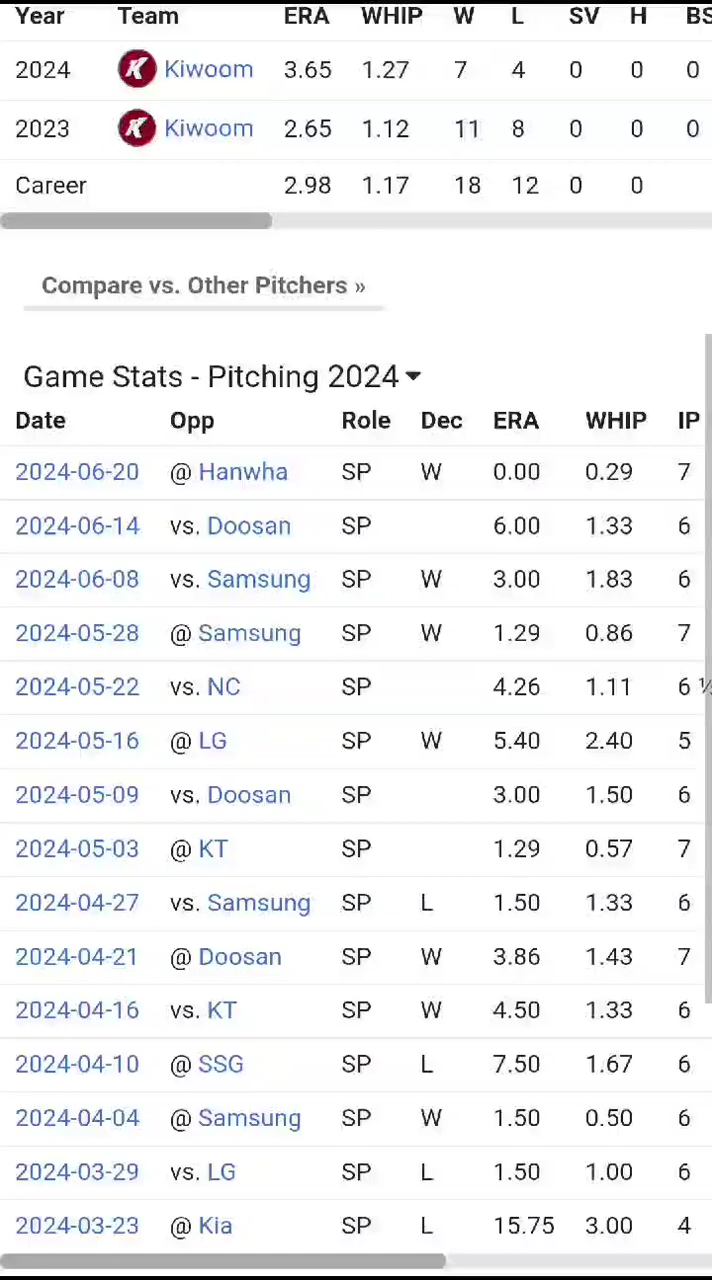 Year Team ERA WHIP W L SV H BS
2024 K Kiwoom 3.65 1.27 7 4 0 0 0
2023 K Kiwoom 2.65 1.12 11 8 0 0 0
Career 2.98 1.17 18 12 0 0
Compare vs. Other Pitchers »
Game Stats - Pitching 2024
Date Opp Role Dec ERA WHIP IP
2024-06-20 @ Hanwha SP W 0.00 0.29 7
2024-06-14 vs. Doosan SP 6.00 1.33 6
2024-06-08 vs. Samsung SP W 3.00 1.83 6
2024-05-28 @ Samsung SP W 1.29 0.86 7
2024-05-22 vs. NC SP 4.26 1.11 6
2024-05-16 @ LG SP W 5.40 2.40 5
2024-05-09 vs. Doosan SP 3.00 1.50 6
2024-05-03 @ KT SP 1.29 0.57 7
2024-04-27 vs. Samsung SP L 1.50 1.33 6
2024-04-21 @ Doosan SP W 3.86 1.43 7
2024-04-16 vs. KT SP W 4.50 1.33 6
2024-04-10 @ SSG SP L 7.50 1.67 6
2024-04-04 @ Samsung SP W 1.50 0.50 6
2024-03-29 vs. LG SP L 1.50 1.00 6
2024-03-23 @ Kia SP L 15.75 3.00 4